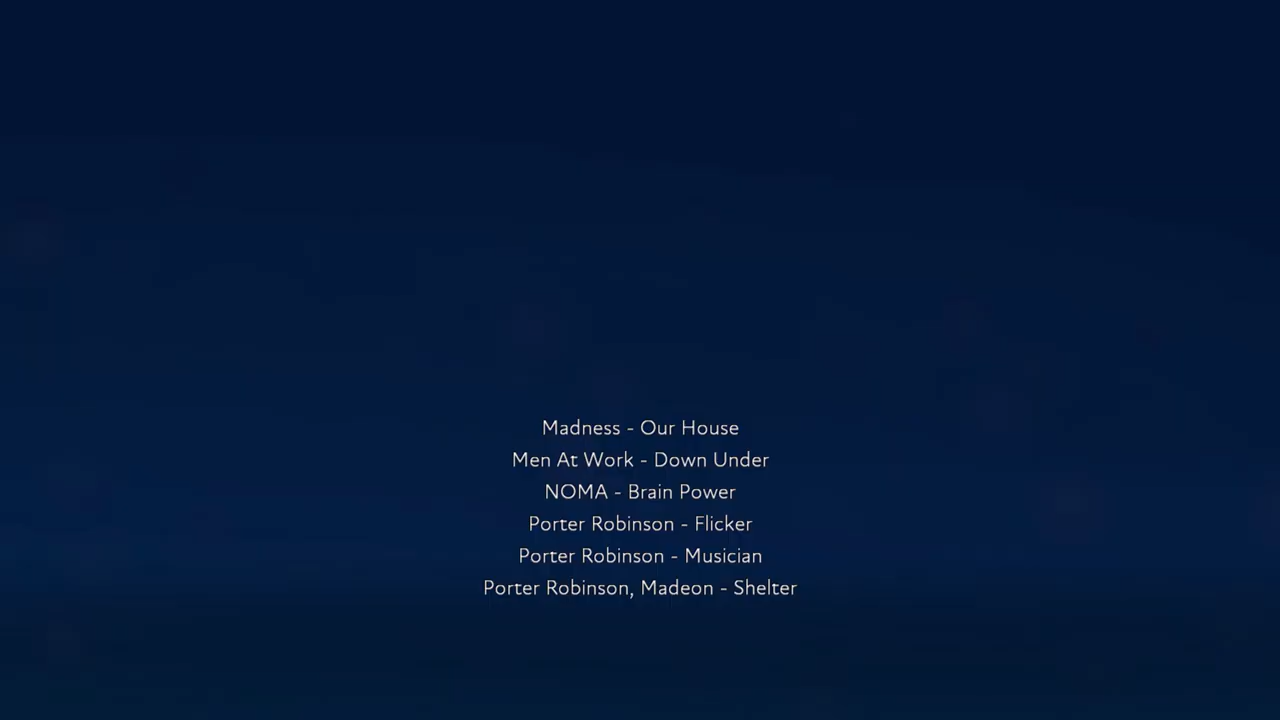 Madness - Our House
Men At Work - Down Under
NOMA - Brain Power
Porter Robinson - Flicker
Porter Robinson - Musician
Porter Robinson, Madeon - Shelter